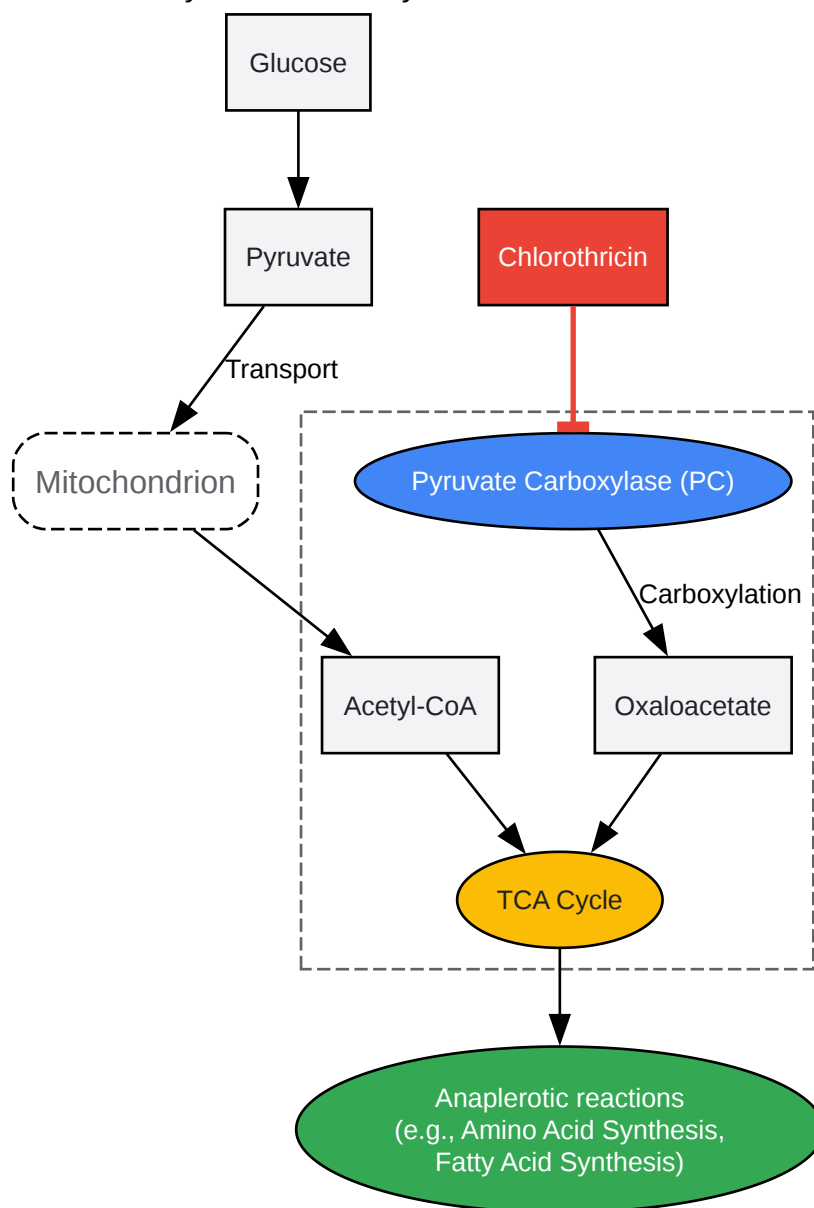 Glucose
Pyruvate
Chlorothricin
Transport
Mitochondrion
Pyruvate Carboxylase (PC)
Carboxylation
Acetyl-CoA
Oxaloacetate
TCA Cycle
Anaplerotic reactions
(e.g., Amino Acid Synthesis,
Fatty Acid Synthesis)